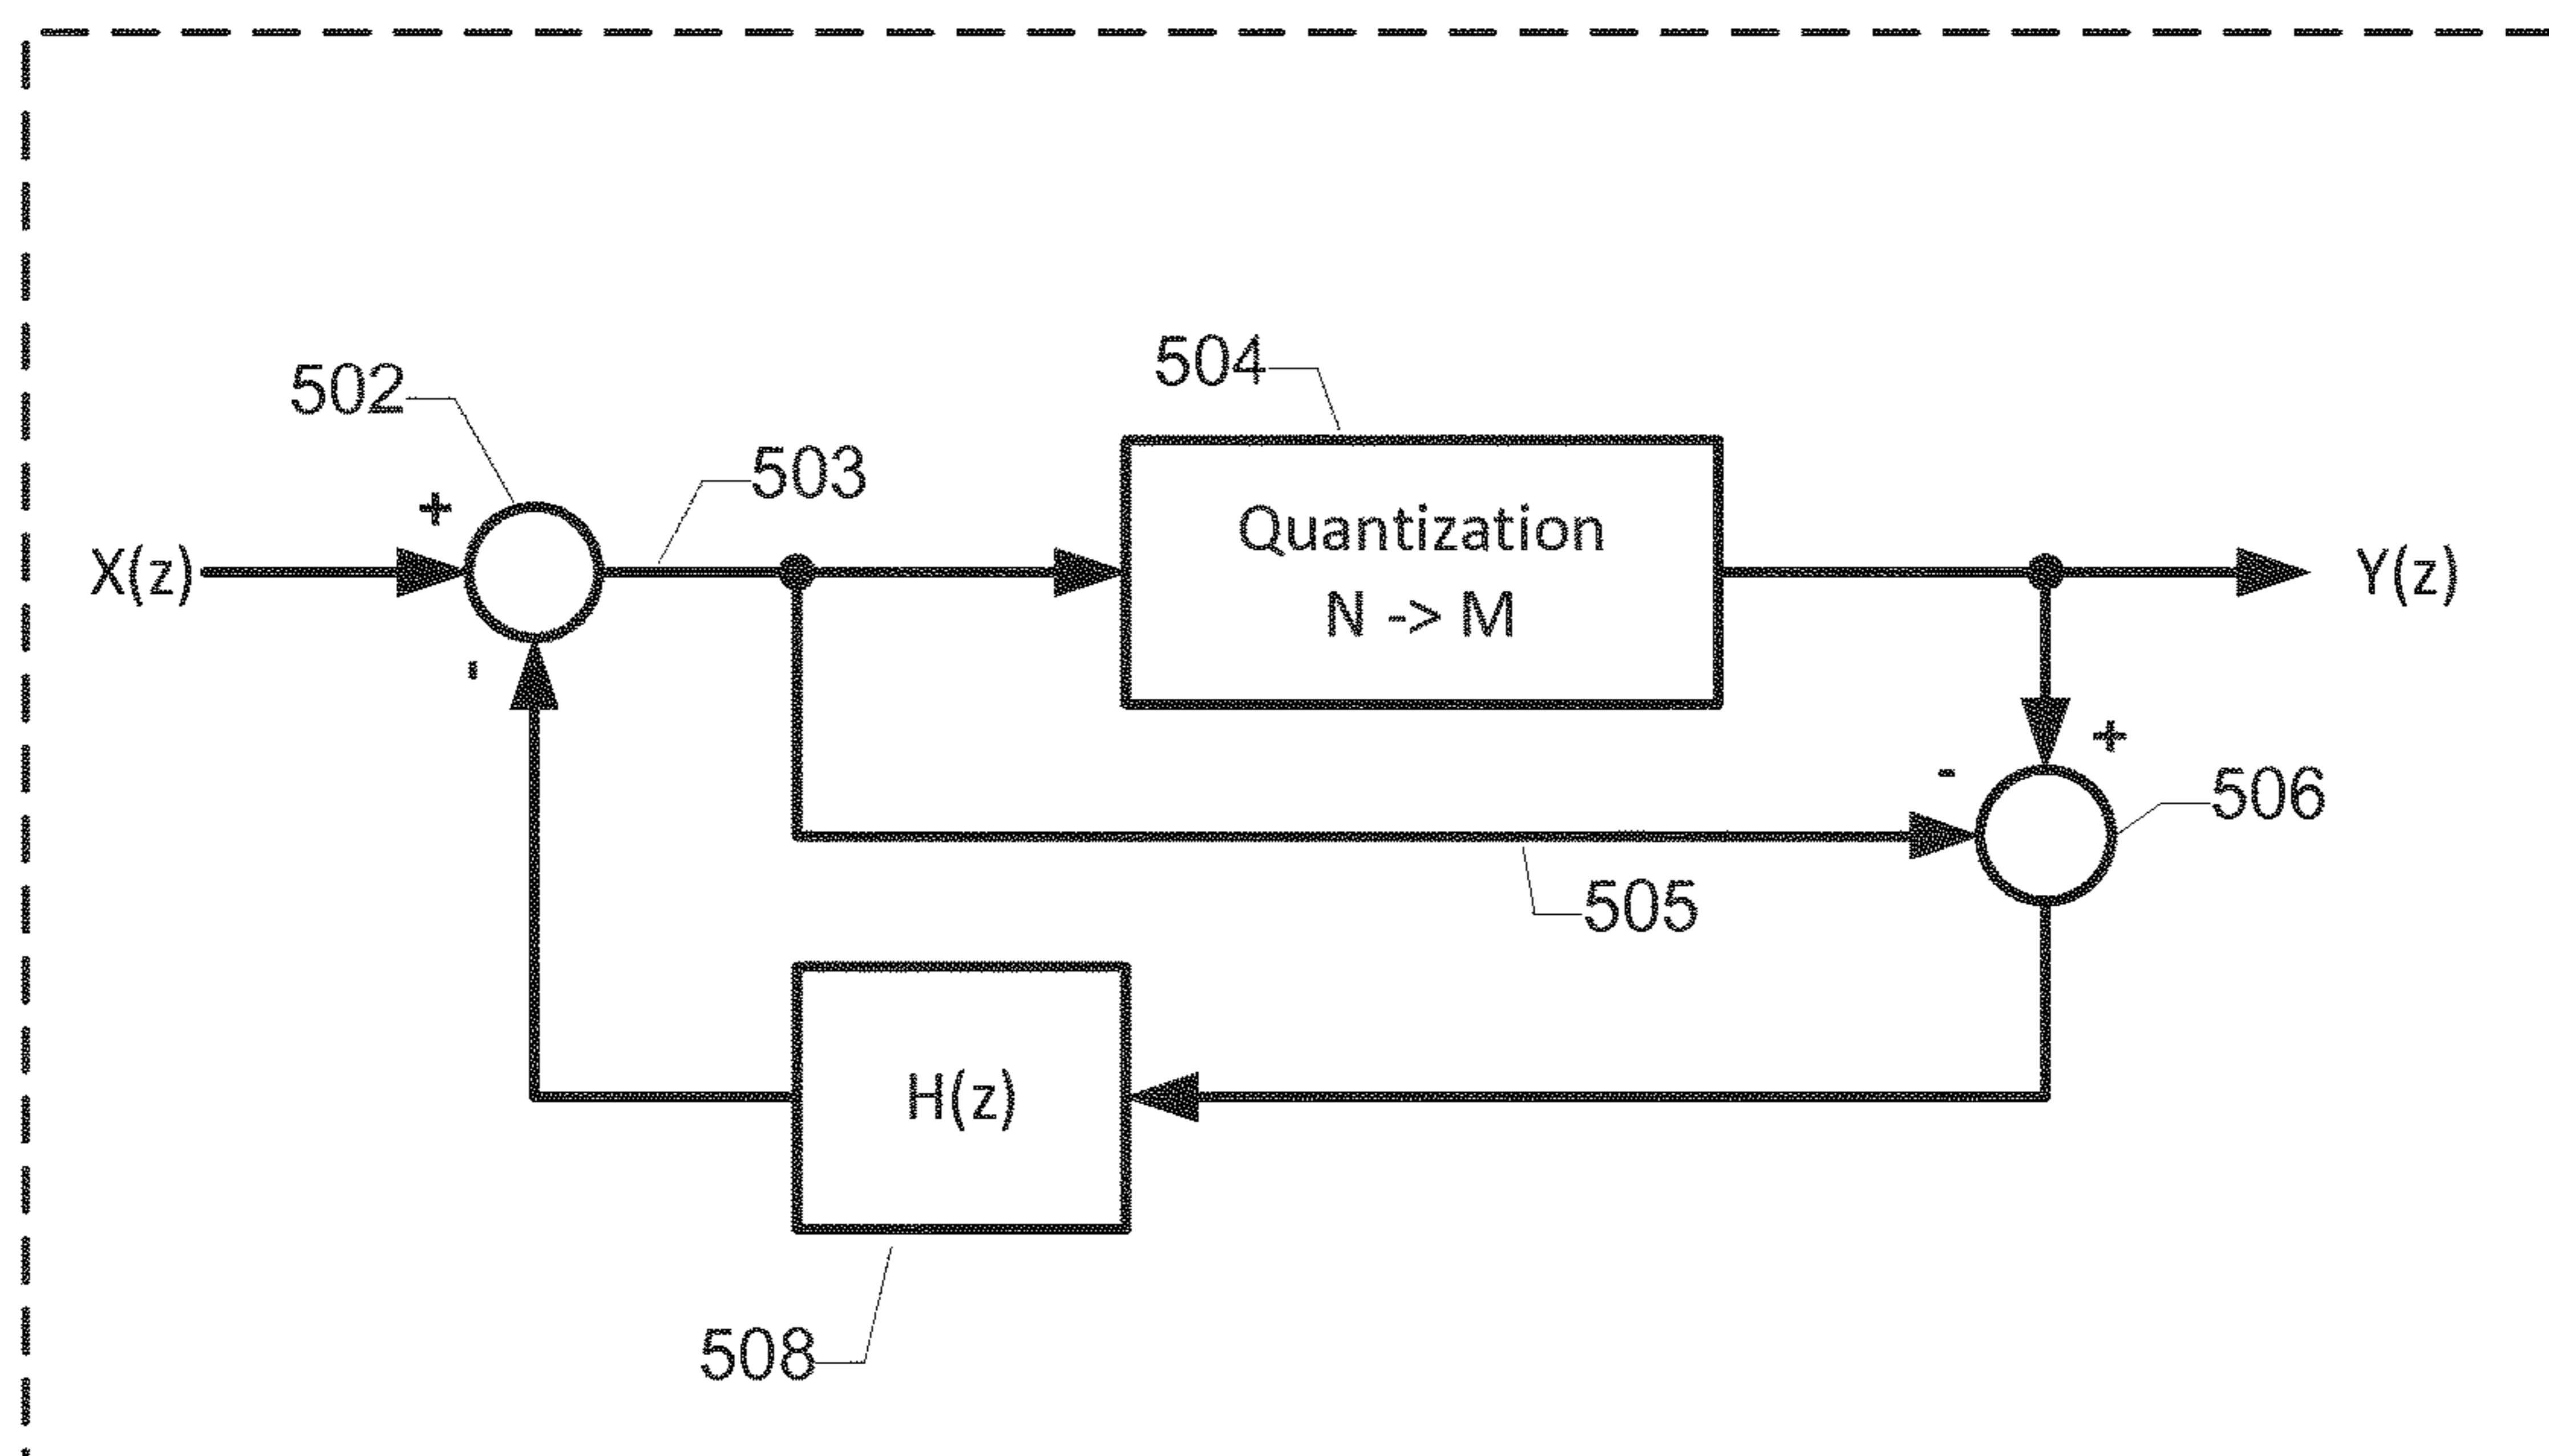 504
502
503
+
Quantization
X(z)
Y(z)
N -> M
-
+
-
506
505
H(z)
508